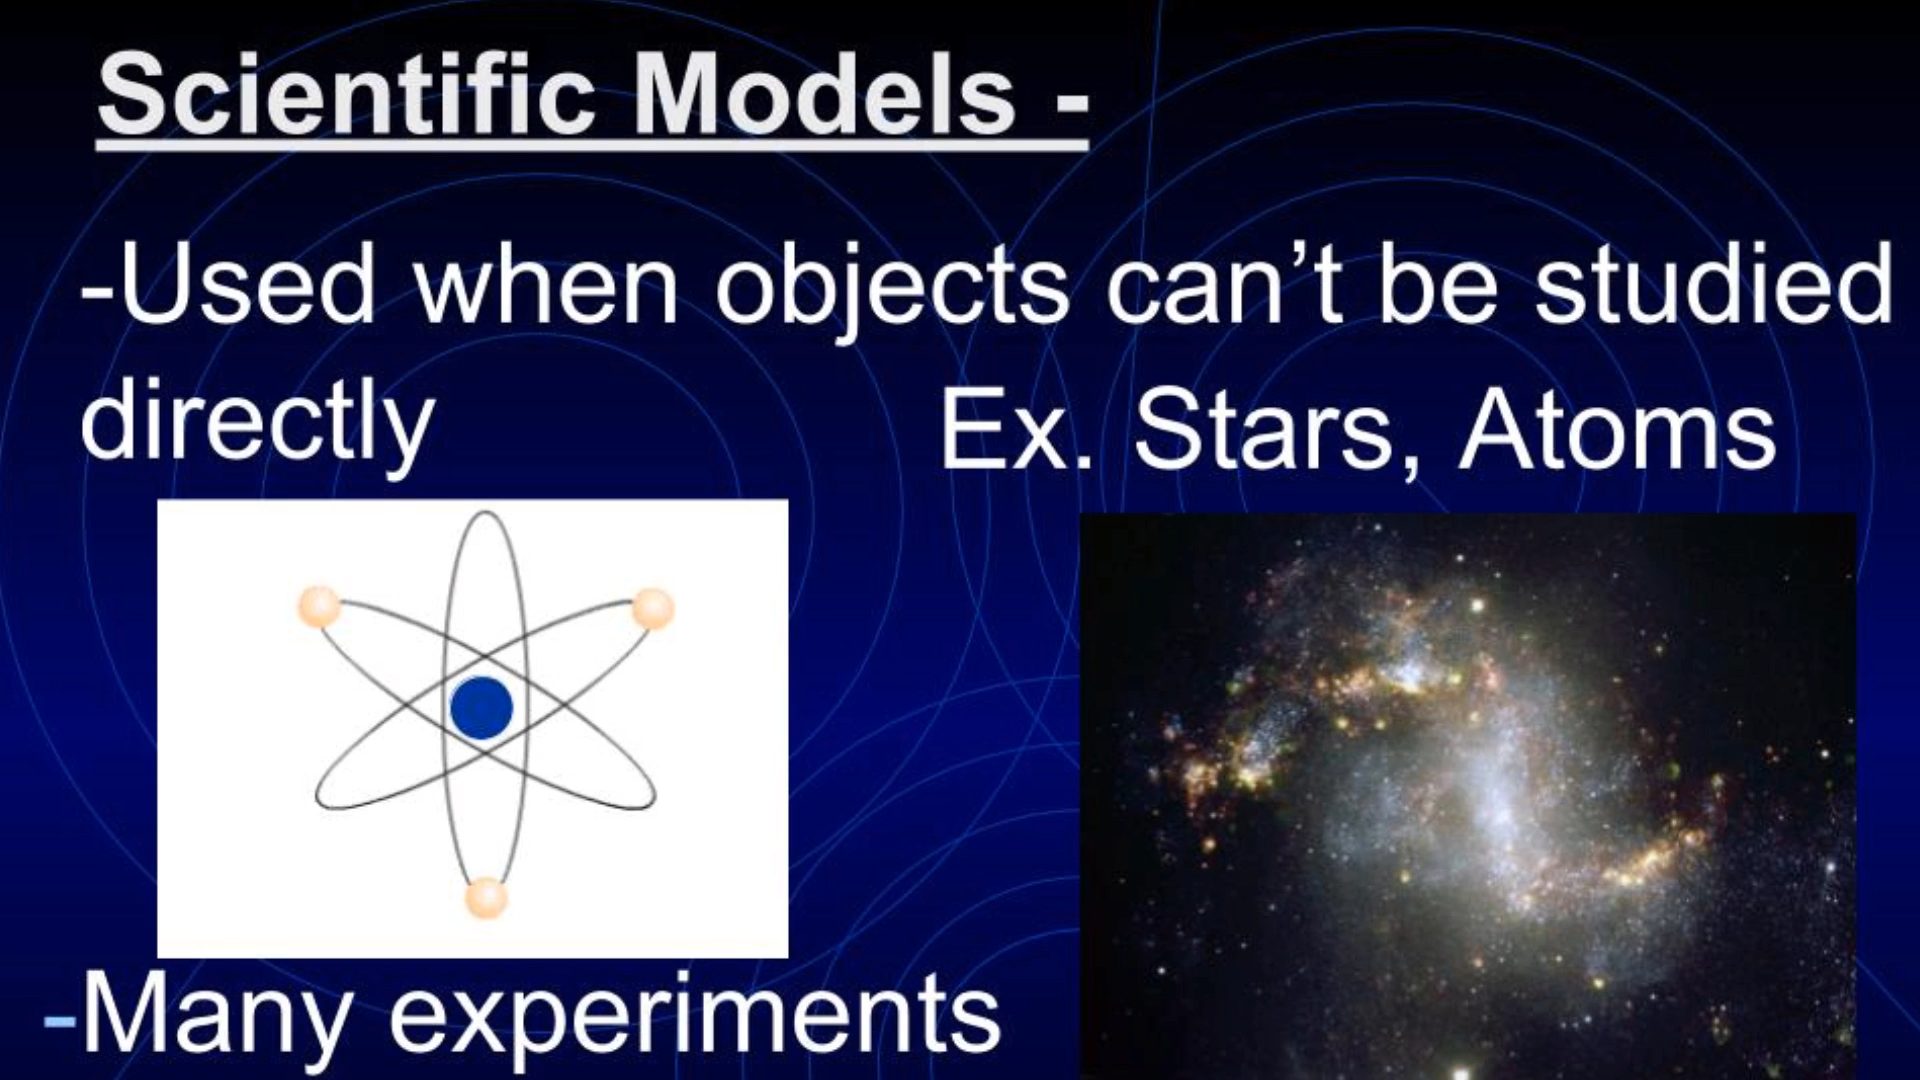 Scientific Models -
-Used when objects can’t be studied
directly
Ex. Stars, Atoms
-Many experiments